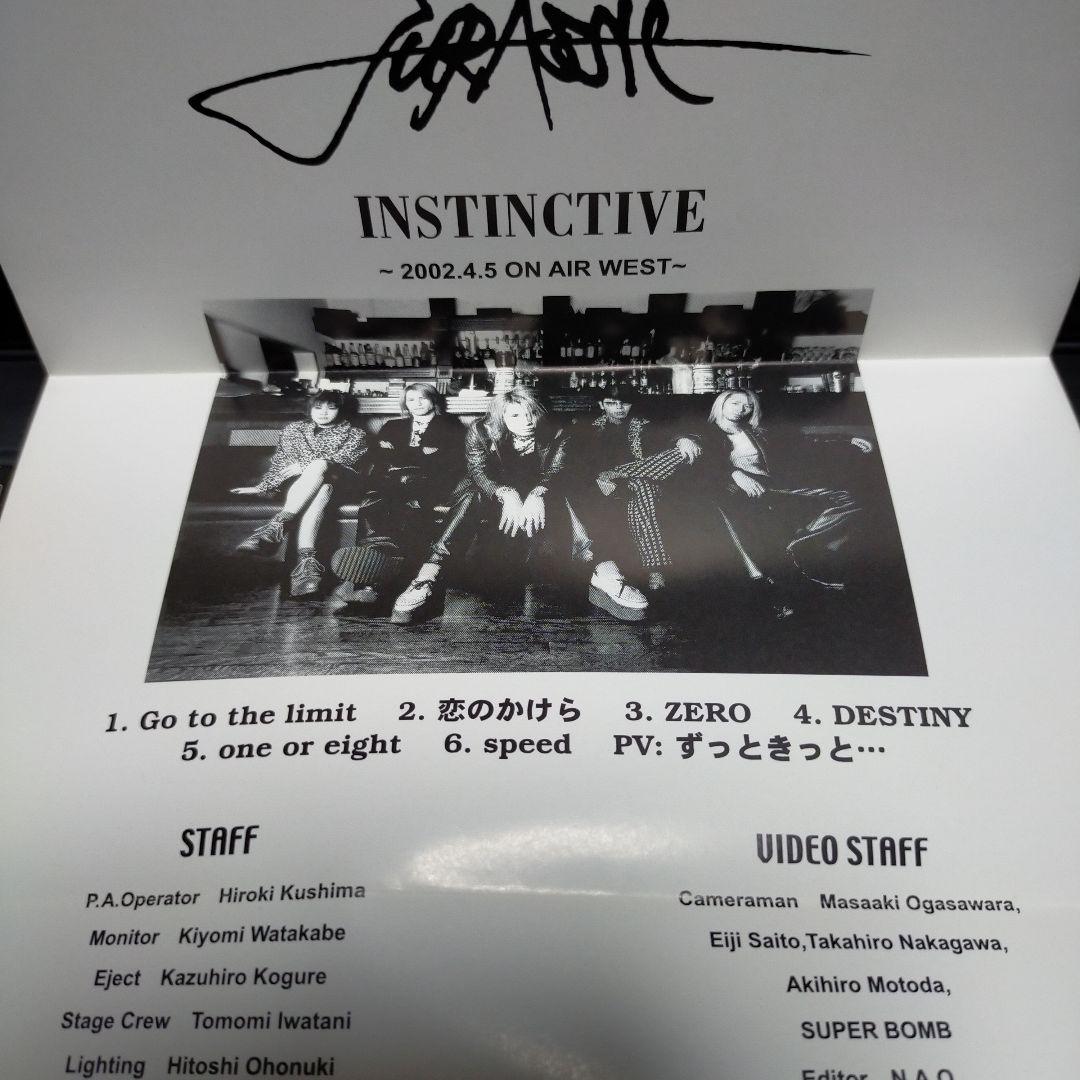 INSTINCTIVE
~ 2002.4.5 ON AIR WEST~
1. Go to the limit 2. 恋のかけら 3. ZERO 4. DESTINY
5. one or eight 6. speed PV: ずっときっと…
STAFF
P.A.Operator Hiroki Kushima
Monitor Kiyomi Watakabe
Eject Kazuhiro Kogure
Stage Crew Tomomi Iwatani
Lighting Hitoshi Ohonuki
VIDEO STAFF
Cameraman Masaaki Ogasawara,
Eiji Saito,Takahiro Nakagawa,
Akihiro Motoda,
SUPER BOMB
Editor N.A.O